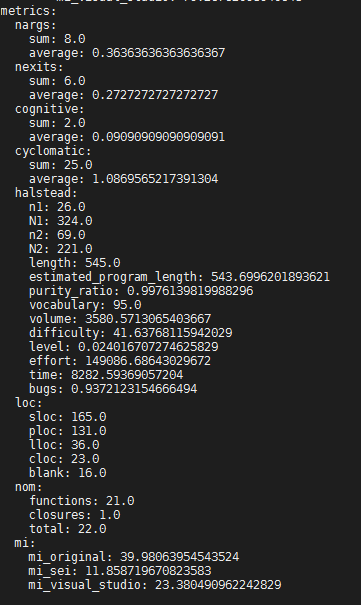 metrics:
nargs:
sum: 8.0
average: 0.36363636363636367
nexits:
sum: 6.0
average: 0.2727272727272727
cognitive:
sum: 2.0
average: 0.09090909090909091
cyclomatic:
sum: 25.0
average: 1.0869565217391304
halstead:
n1: 26.0
N1: 324.0
n2: 69.0
N2: 221.0
length: 545.0
estimated_program_length: 543.6996201893621
purity_ratio: 0.9976139819988296
vocabulary: 95.0
volume: 3580.5713065403667
difficulty: 41.63768115942029
level: 0.024016707274625829
effort: 149086.68643029672
time: 8282.59369057204
bugs: 0.9372123154666494
loc:
sloc: 165.0
ploc: 131.0
lloc: 36.0
cloc: 23.0
blank: 16.0
nom:
functions: 21.0
closures: 1.0
total: 22.0
mi:
mi_original: 39.98063954543524
mi_sei: 11.858719670823583
mi_visual_studio: 23.380490962242829